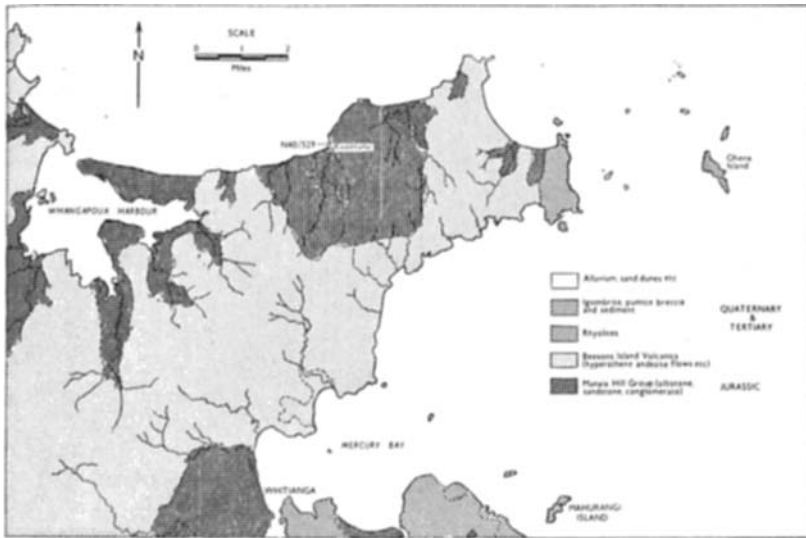 SCALE
N
0 1 2
Miles
N40/529
WHANGAPOUA HARBOUR
Ohena
Island
Alluvium, sand dunes etc
Ignimbrite, pumice breccia
and sediment
QUATERNARY
&
TERTIARY
Rhyolites
Beesons Island Volcanics
(hypersthene andesite flows etc)
Manaia Hill Group (siltstone,
sandstone, conglomerate)
JURASSIC
MERCURY BAY
WHITIANGA
MAHURANGI
ISLAND